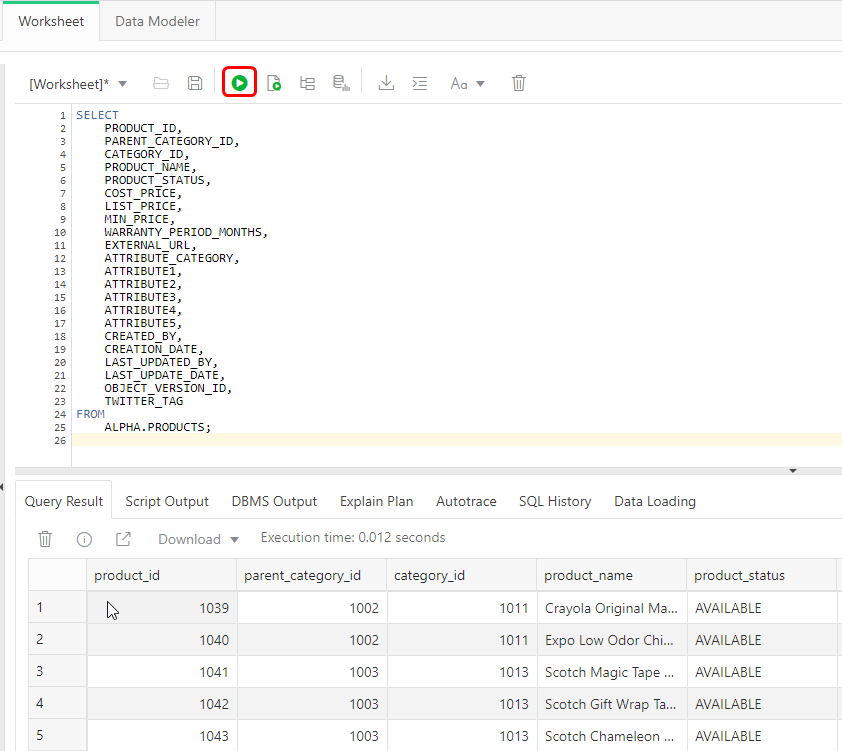 Worksheet Data Modeler
[Worksheet]* Aa
1 SELECT
2 PRODUCT_ID,
3 PARENT_CATEGORY_ID,
4 CATEGORY_ID,
5 PRODUCT_NAME,
6 PRODUCT_STATUS,
7 COST_PRICE,
8 LIST_PRICE,
9 MIN_PRICE,
10 WARRANTY_PERIOD_MONTHS,
11 EXTERNAL_URL,
12 ATTRIBUTE_CATEGORY,
13 ATTRIBUTE1,
14 ATTRIBUTE2,
15 ATTRIBUTE3,
16 ATTRIBUTE4,
17 ATTRIBUTE5,
18 CREATED_BY,
19 CREATION_DATE,
20 LAST_UPDATED_BY,
21 LAST_UPDATE_DATE,
22 OBJECT_VERSION_ID,
23 TWITTER_TAG
24 FROM
25 ALPHA.PRODUCTS;
26
Query Result Script Output DBMS Output Explain Plan Autotrace SQL History Data Loading
Download Execution time: 0.012 seconds
product_id parent_category_id category_id product_name product_status
1 1039 1002 1011 Crayola Original Ma... AVAILABLE
2 1040 1002 1011 Expo Low Odor Chi... AVAILABLE
3 1041 1003 1013 Scotch Magic Tape ... AVAILABLE
4 1042 1003 1013 Scotch Gift Wrap Ta... AVAILABLE
5 1043 1003 1013 Scotch Chameleon ... AVAILABLE